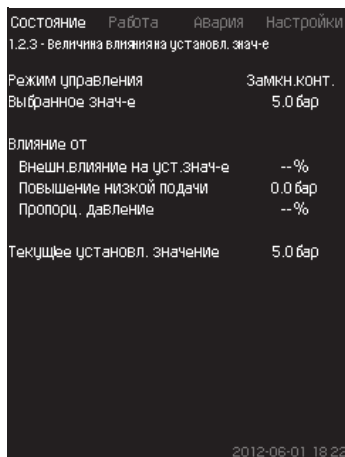 Состояние Работа Авария Настройки
1.2.3 - Величина влияния на установл. знач-е
Режим управления Замкн.конт.
Выбранное знач-е 5.0 бар
Влияние от
Внешн.влияние на уст.знач-е --%
Повышение низкой подачи 0.0 бар
Пропорц. давление --%
Текущее установл. значение 5.0 бар
2012-06-01 18:22